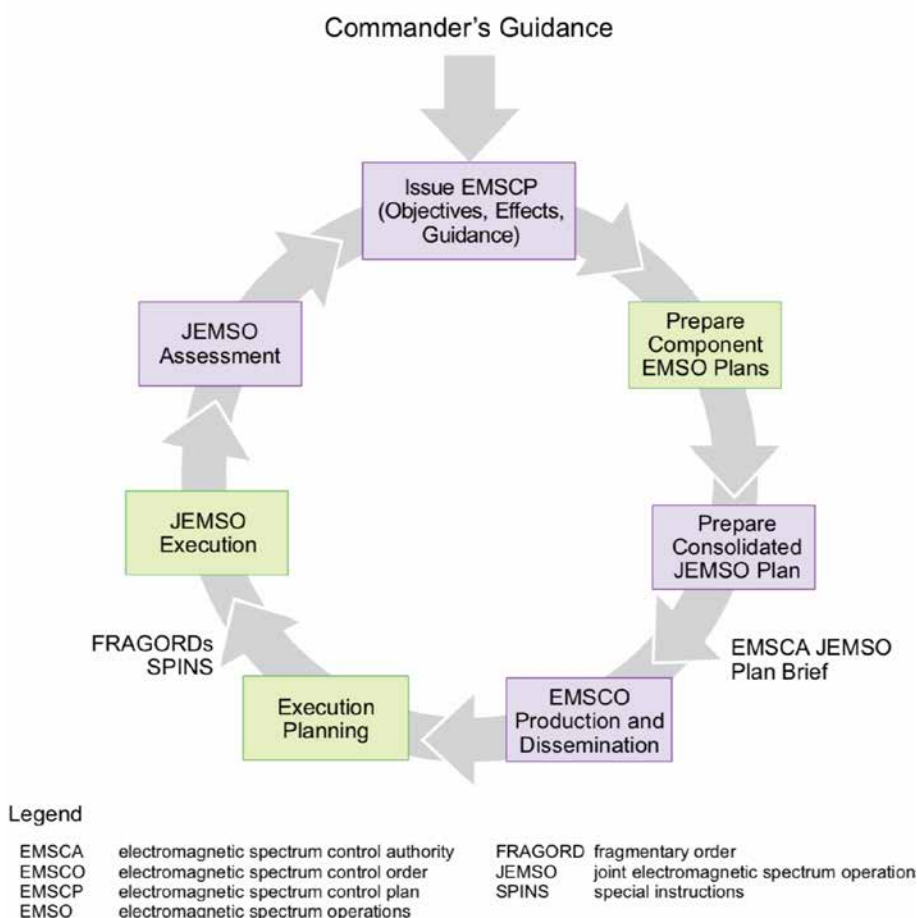 Commander's Guidance
Issue EMSCP
(Objectives, Effects,
Guidance)
Prepare
Component
EMSO Plans
Prepare
Consolidated
JEMSO Plan
EMSCA JEMSO
Plan Brief
EMSCO
Production and
Dissemination
Execution
Planning
FRAGORDs
SPINS
JEMSO
Execution
JEMSO
Assessment
Legend
EMSCA electromagnetic spectrum control authority
EMSCO electromagnetic spectrum control order
EMSCP electromagnetic spectrum control plan
EMSO electromagnetic spectrum operations
FRAGORD fragmentary order
JEMSO joint electromagnetic spectrum operation
SPINS special instructions